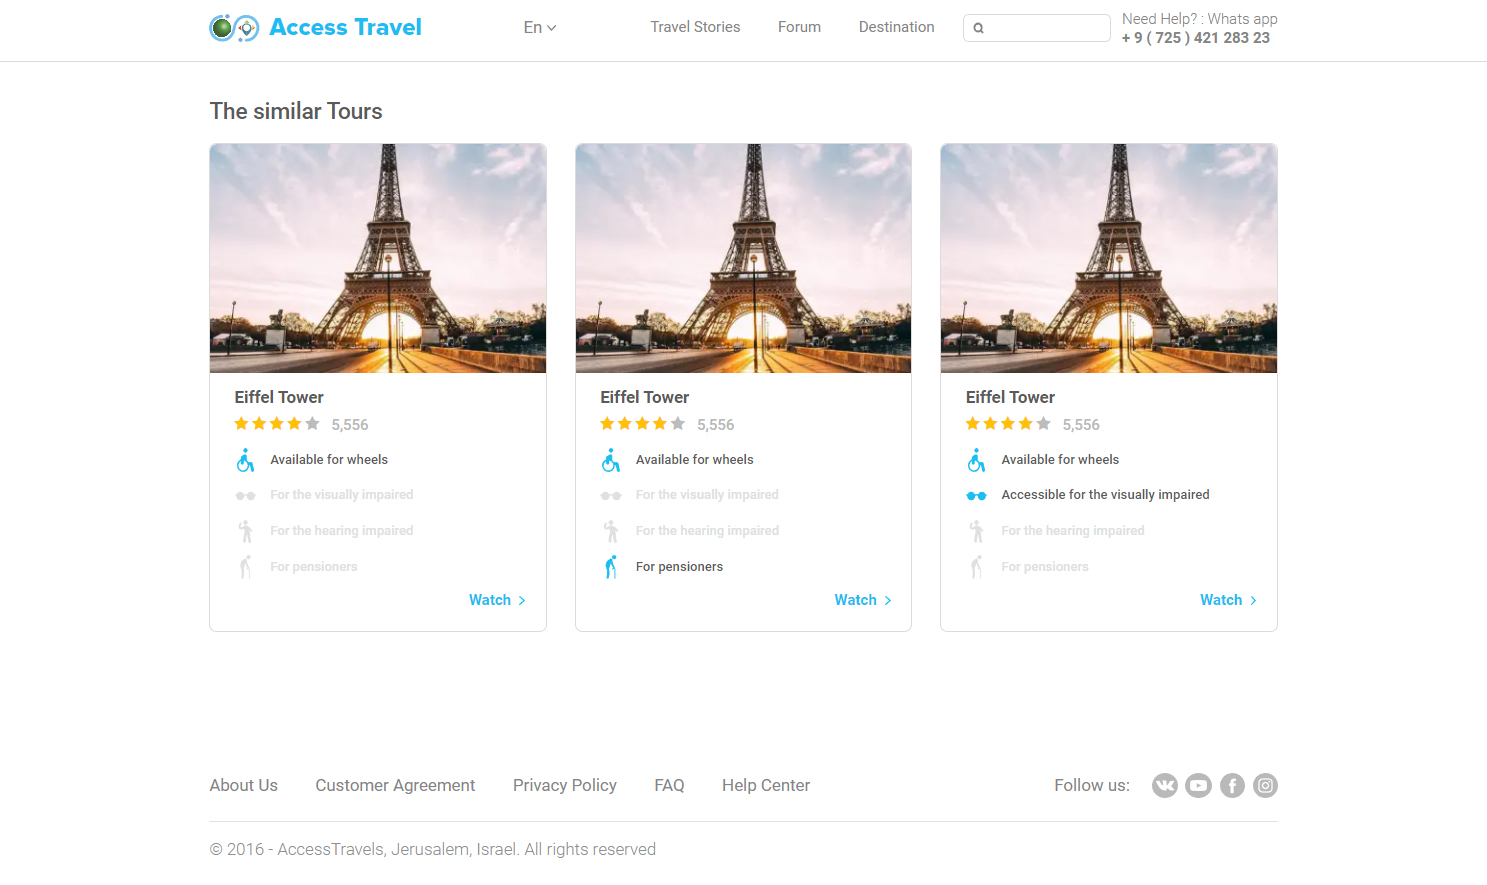 Access Travel
En
Travel Stories
Forum
Destination
Need Help? : Whats app
+ 9 ( 725 ) 421 283 23
The similar Tours
Eiffel Tower
5,556
Available for wheels
For the visually impaired
For the hearing impaired
For pensioners
Watch
Eiffel Tower
5,556
Available for wheels
For the visually impaired
For the hearing impaired
For pensioners
Watch
Eiffel Tower
5,556
Available for wheels
Accessible for the visually impaired
For the hearing impaired
For pensioners
Watch
About Us
Customer Agreement
Privacy Policy
FAQ
Help Center
Follow us:
© 2016 - AccessTravels, Jerusalem, Israel. All rights reserved